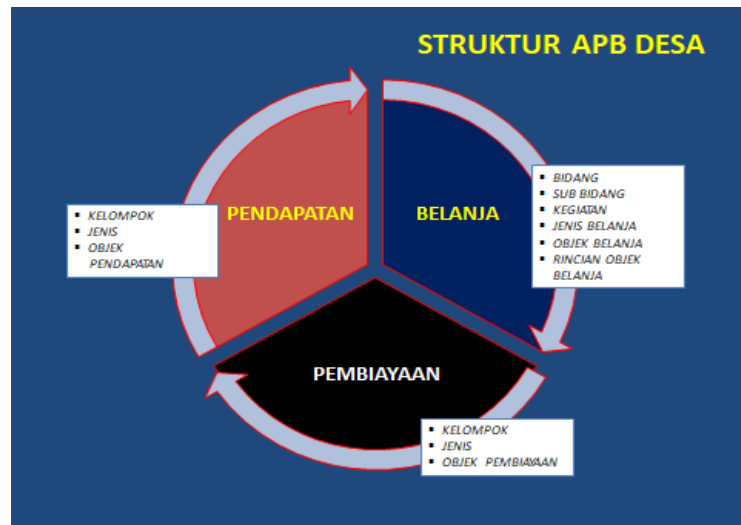 STRUKTUR APB DESA
PENDAPATAN
▪ KELOMPOK
▪ JENIS
▪ OBJEK
PENDAPATAN
BELANJA
▪ BIDANG
▪ SUB BIDANG
▪ KEGIATAN
▪ JENIS BELANJA
▪ OBJEK BELANJA
▪ RINCIAN OBJEK
BELANJA
PEMBIAYAAN
▪ KELOMPOK
▪ JENIS
▪ OBJEK PEMBIAYAAN